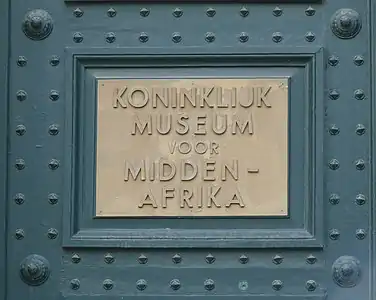 KONINKLIJK
MUSEUM
VOOR
MIDDEN-
AFRIKA